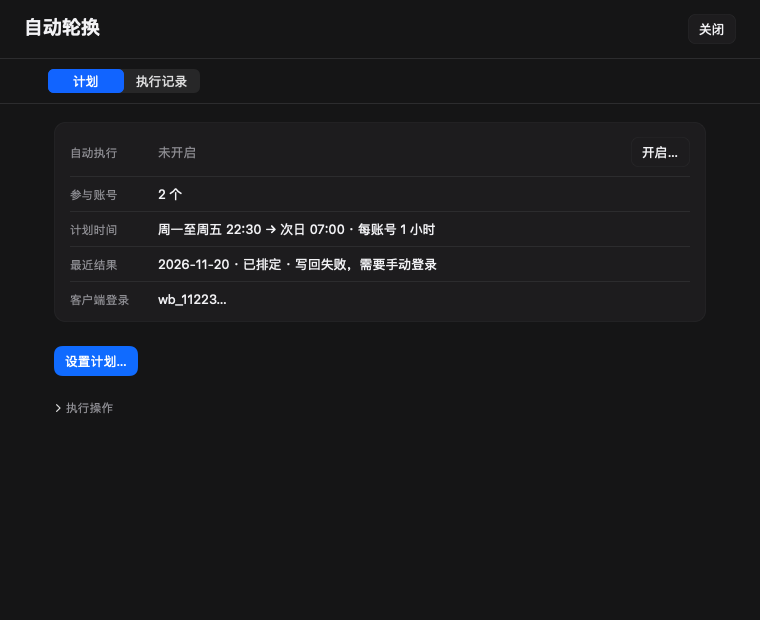 自动轮换
关闭
计划
执行记录
自动执行 未开启 开启...
参与账号 2 个
计划时间 周一至周五 22:30 → 次日 07:00 · 每账号 1 小时
最近结果 2026-11-20 · 已排定 · 写回失败，需要手动登录
客户端登录 wb_11223...
设置计划...
执行操作